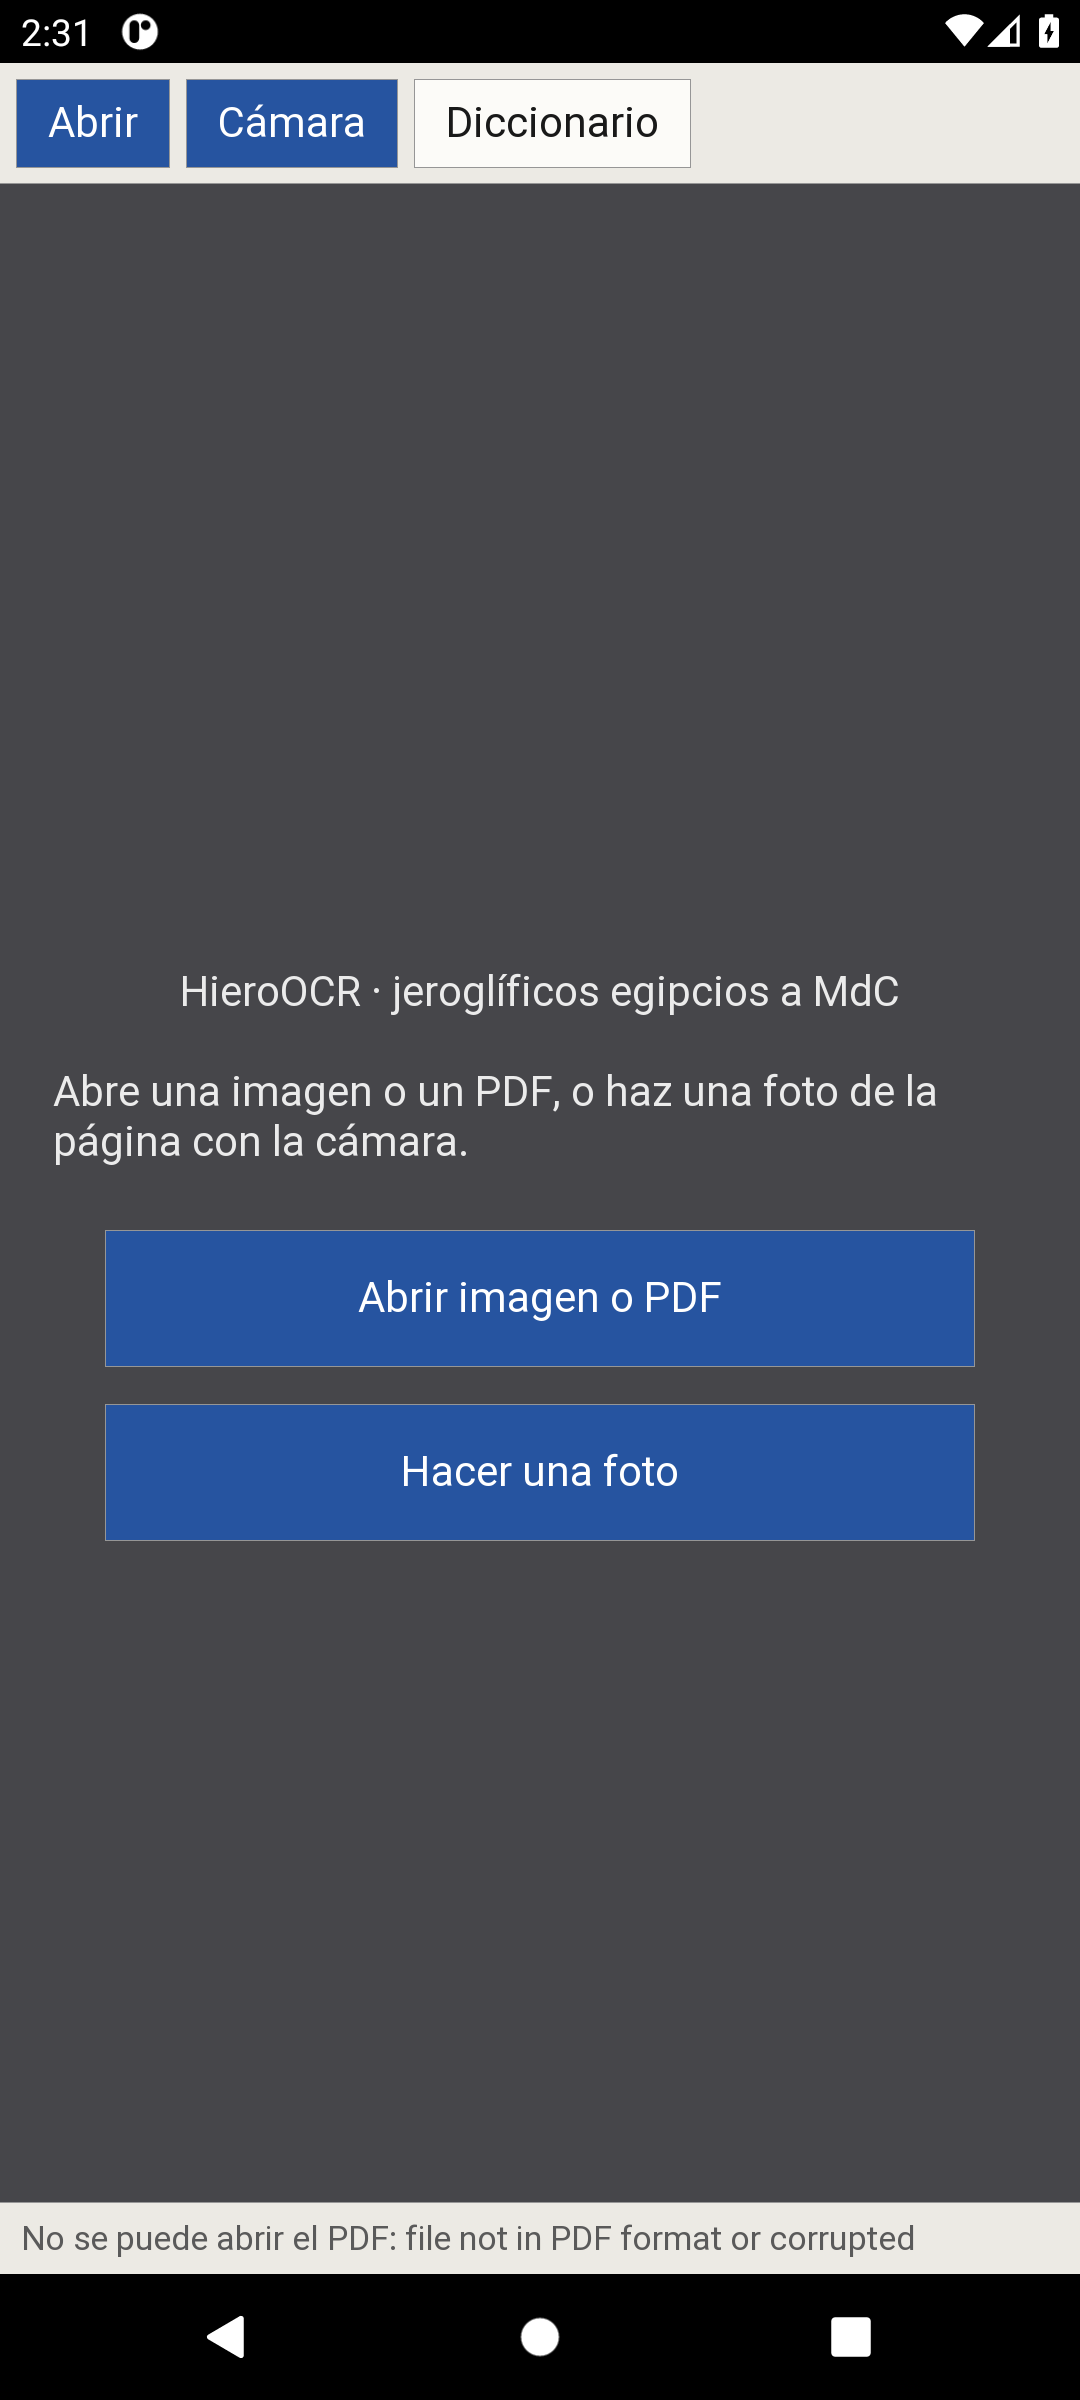 2:31
Abrir
Cámara
Diccionario
HieroOCR · jeroglíficos egipcios a MdC
Abre una imagen o un PDF, o haz una foto de la
página con la cámara.
Abrir imagen o PDF
Hacer una foto
No se puede abrir el PDF: file not in PDF format or corrupted